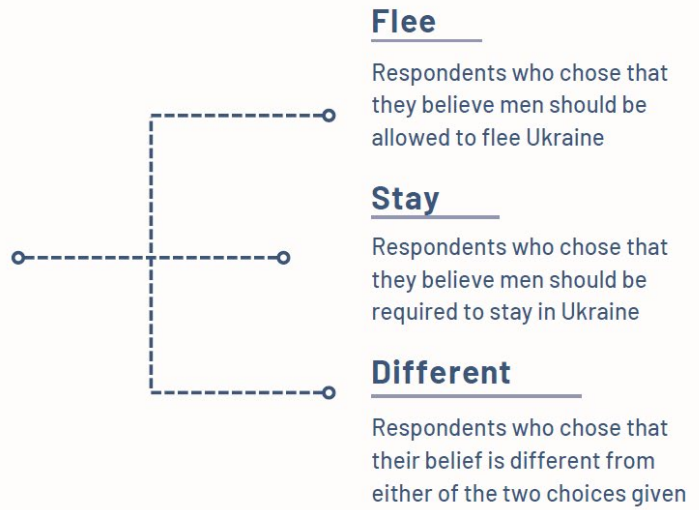 Flee
Respondents who chose that
they believe men should be
allowed to flee Ukraine
Stay
Respondents who chose that
they believe men should be
required to stay in Ukraine
Different
Respondents who chose that
their belief is different from
either of the two choices given